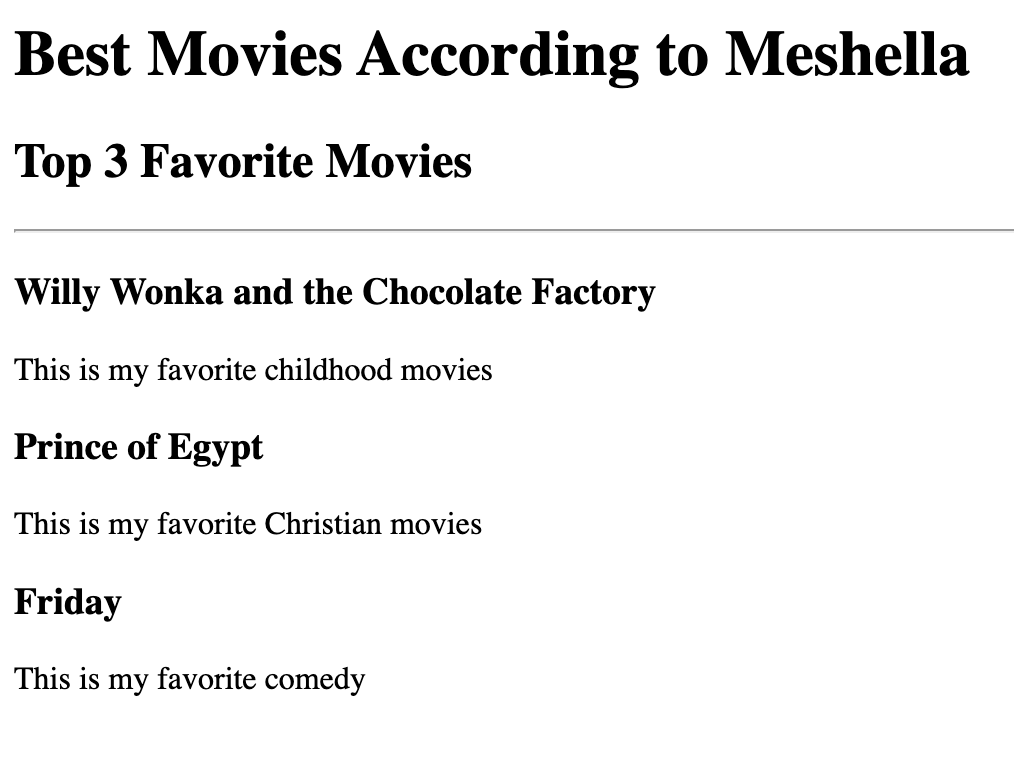 Best Movies According to Meshella
Top 3 Favorite Movies
Willy Wonka and the Chocolate Factory
This is my favorite childhood movies
Prince of Egypt
This is my favorite Christian movies
Friday
This is my favorite comedy